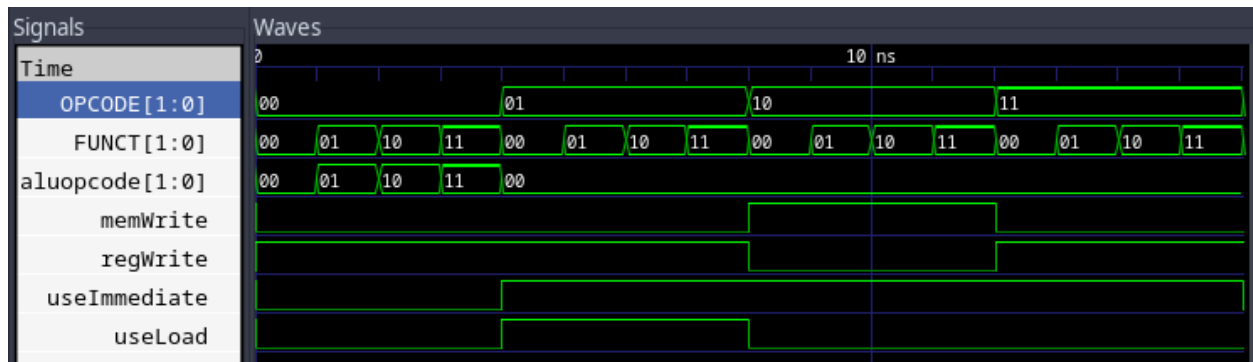 Signals Waves
Time 0 10 ns
OPCODE[1:0] 00 01 10 11
FUNCT[1:0] 00 01 10 11 00 01 10 11 00 01 10 11 00 01 10 11
aluopcode[1:0] 00 01 10 11 00
memWrite
regWrite
useImmediate
useLoad